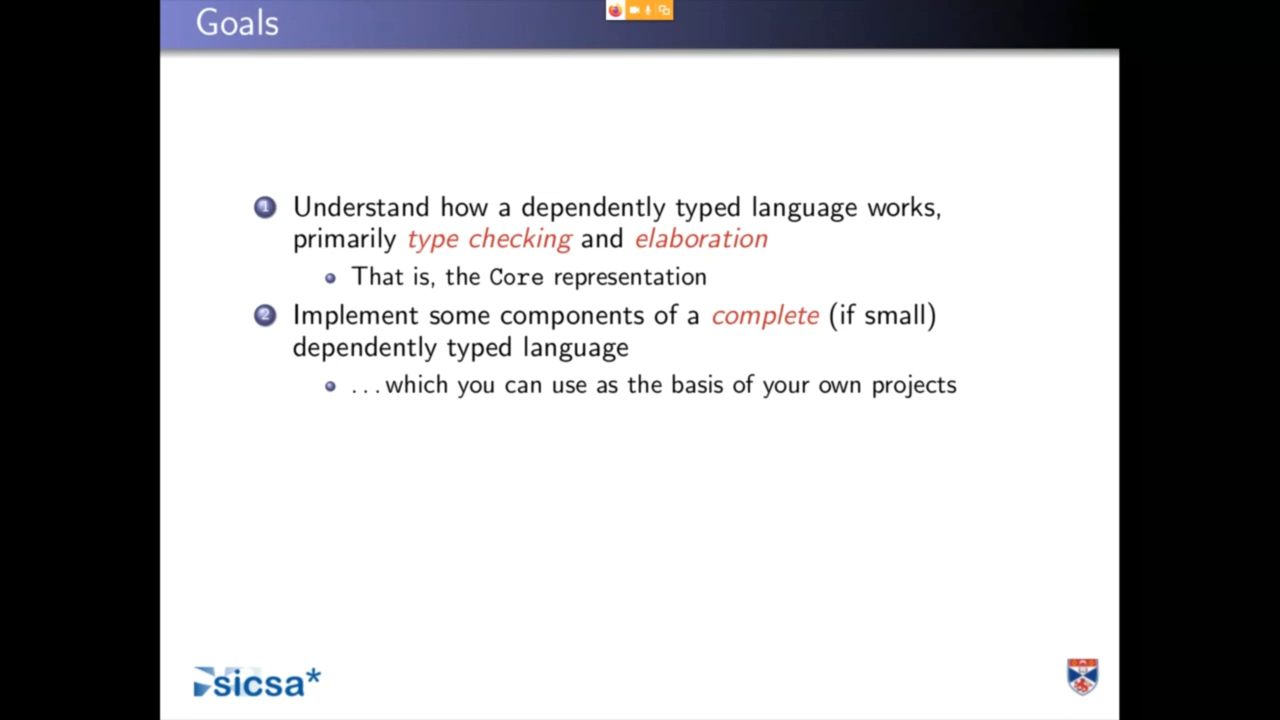 Goals
1 Understand how a dependently typed language works,
primarily type checking and elaboration
That is, the Core representation
2 Implement some components of a complete (if small)
dependently typed language
...which you can use as the basis of your own projects
sicsa*